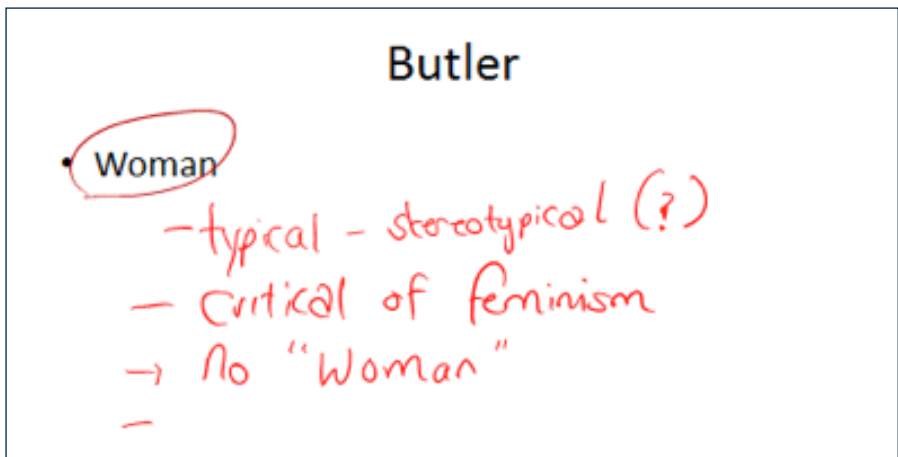 Butler
• Woman
- typical - stereotypical (?)
- Critical of feminism
→ no "Woman"
-